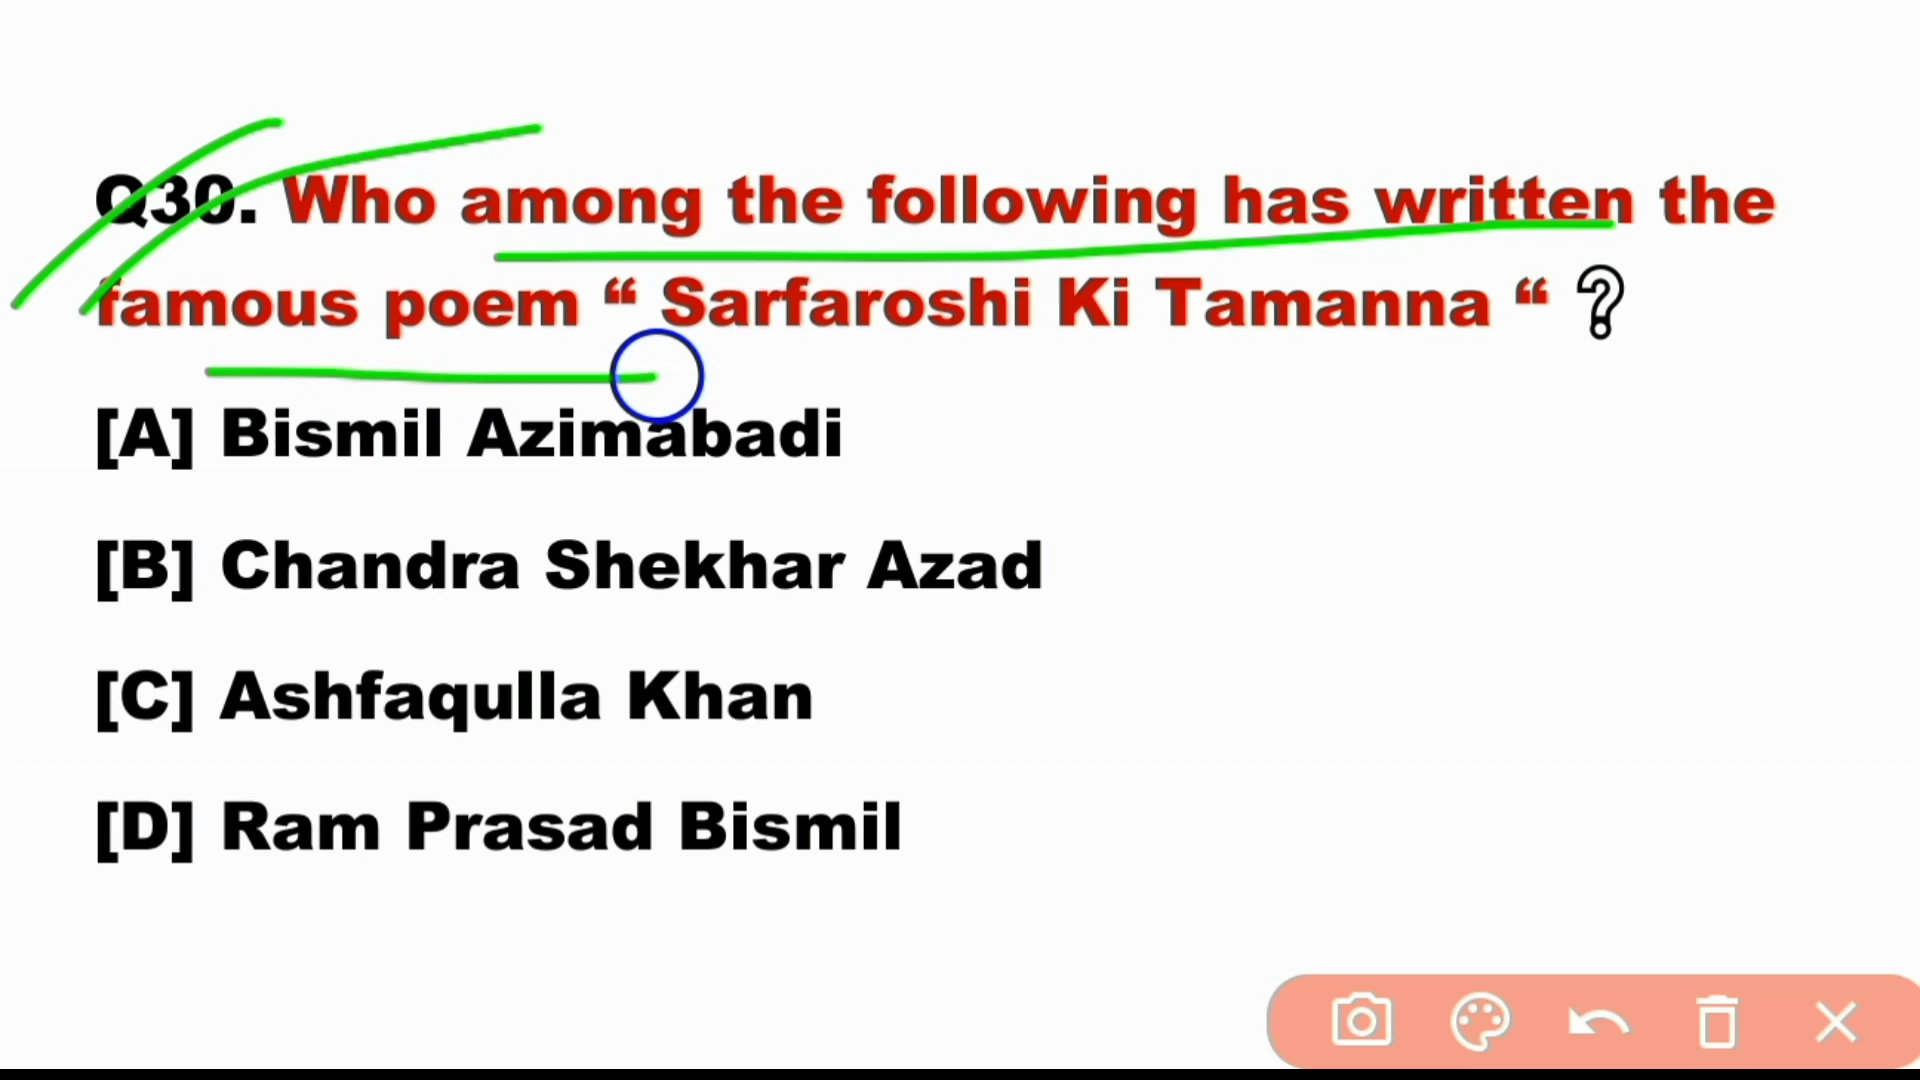 Q30. Who among the following has written the
famous poem “ Sarfaroshi Ki Tamanna “ ?
[A] Bismil Azimabadi
[B] Chandra Shekhar Azad
[C] Ashfaqulla Khan
[D] Ram Prasad Bismil